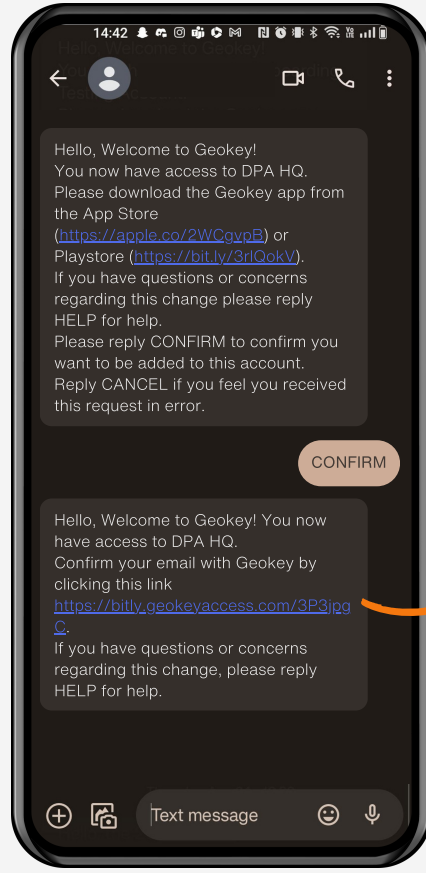 14:42
Hello, Welcome to Geokey!
Hello, Welcome to Geokey!
You now have access to DPA HQ.
Please download the Geokey app from
the App Store
(https://apple.co/2WCgvpB) or
Playstore (https://bit.ly/3rlQokV).
If you have questions or concerns
regarding this change please reply
HELP for help.
Please reply CONFIRM to confirm you
want to be added to this account.
Reply CANCEL if you feel you received
this request in error.
CONFIRM
Hello, Welcome to Geokey! You now
have access to DPA HQ.
Confirm your email with Geokey by
clicking this link
https://bitly.geokeyaccess.com/3P3jpg
C.
If you have questions or concerns
regarding this change, please reply
HELP for help.
Text message